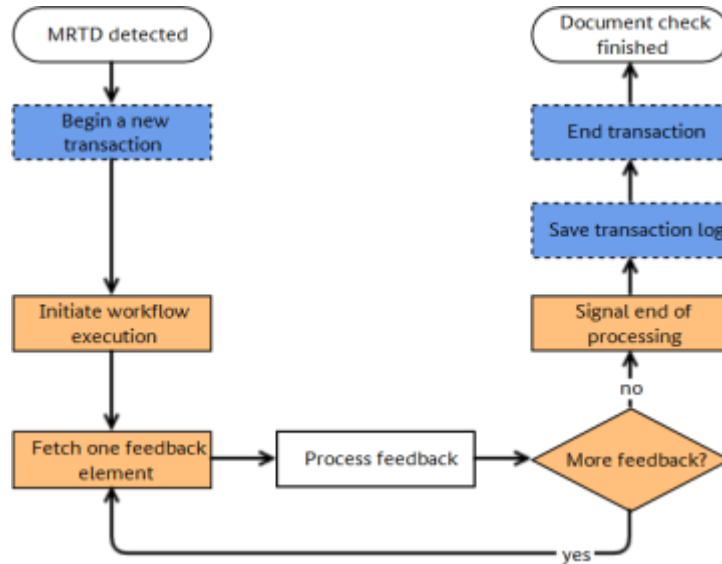 MRTD detected
Document check
finished
Begin a new
transaction
End transaction
Save transaction log
Initiate workflow
execution
Signal end of
processing
no
Fetch one feedback
element
Process feedback
More feedback?
yes